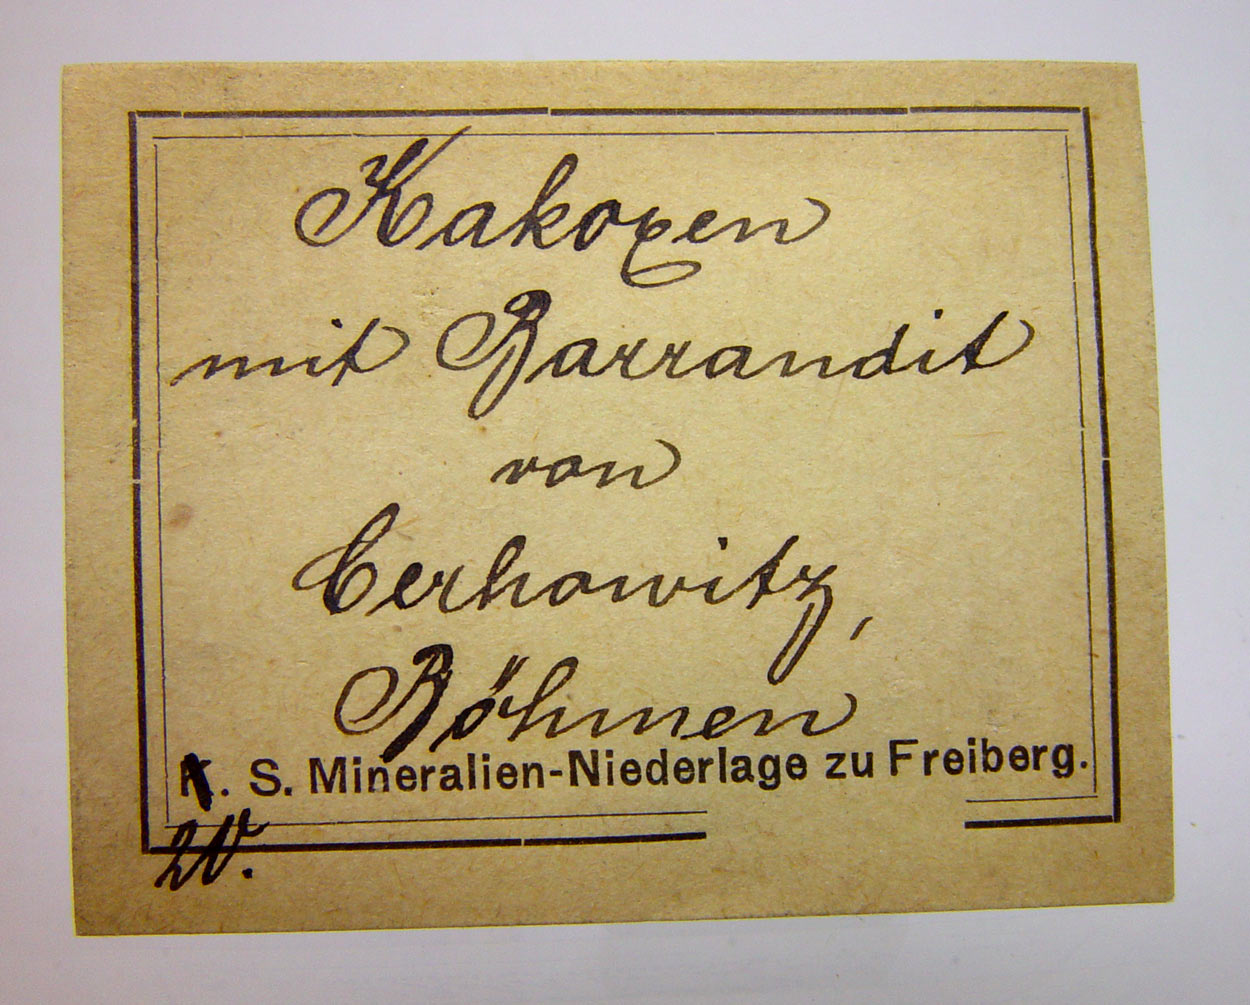 Kakoxen
mit Barrandit
von
Cerhowitz,
Böhmen
K. S. Mineralien-Niederlage zu Freiberg.